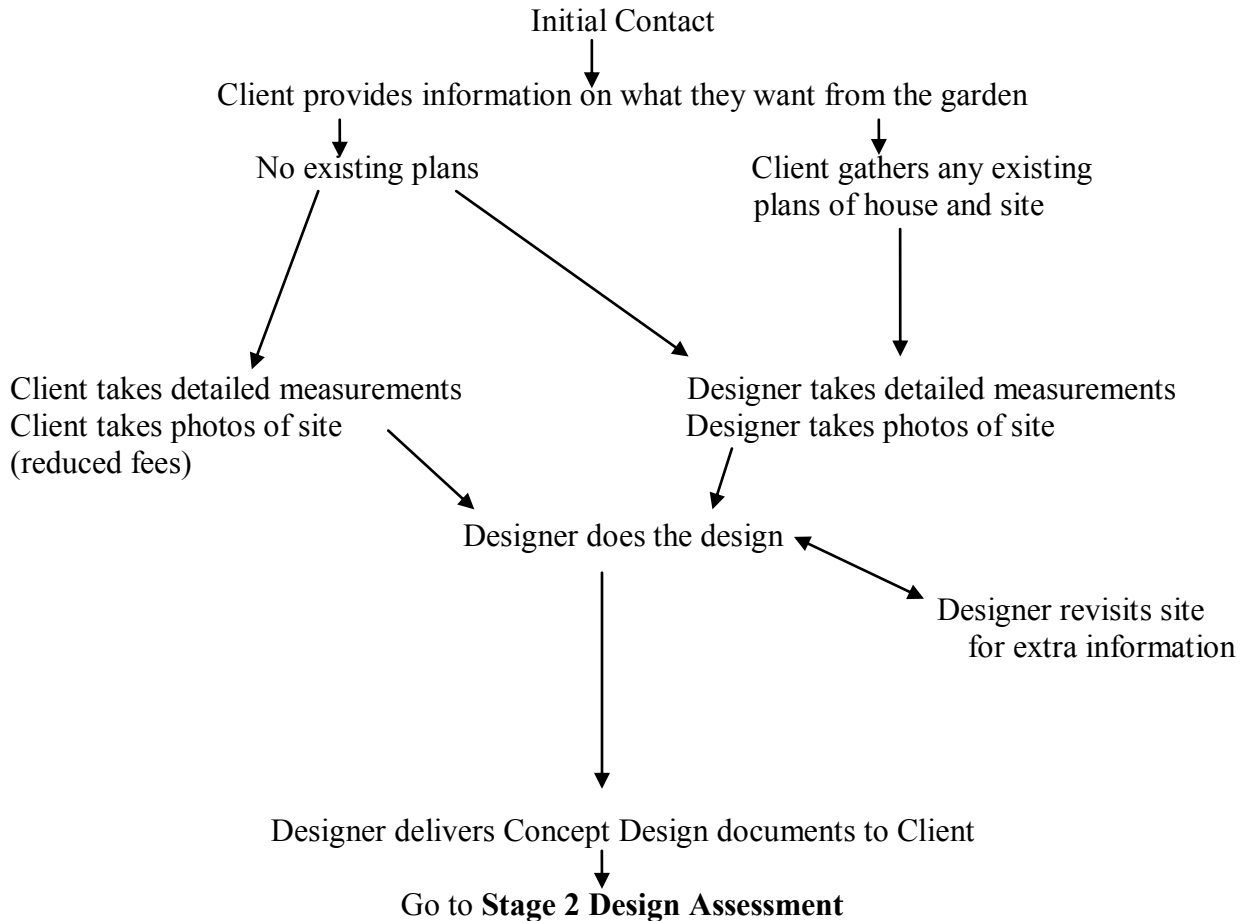 Initial Contact
Client provides information on what they want from the garden
No existing plans
Client gathers any existing
plans of house and site
Client takes detailed measurements
Client takes photos of site
(reduced fees)
Designer takes detailed measurements
Designer takes photos of site
Designer does the design
Designer revisits site
for extra information
Designer delivers Concept Design documents to Client
Go to Stage 2 Design Assessment